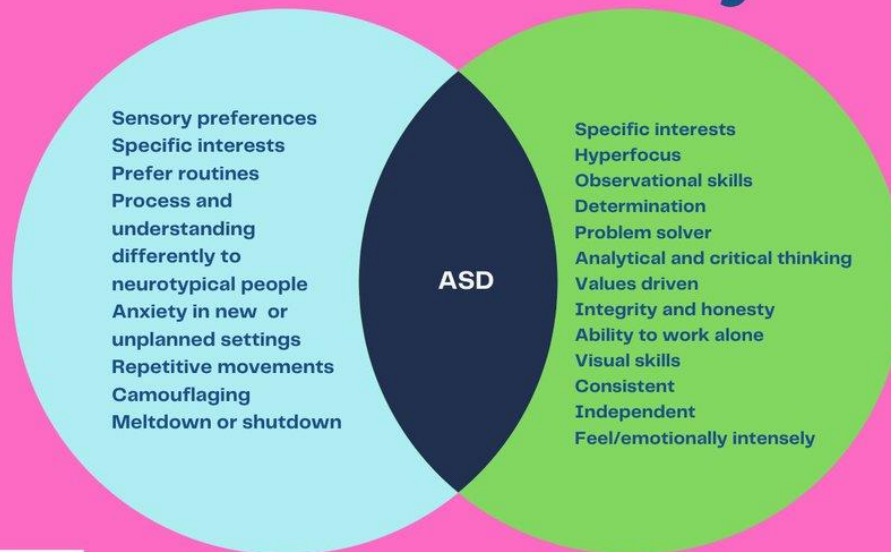 Sensory preferences
Specific interests
Prefer routines
Process and
understanding
differently to
neurotypical people
Anxiety in new or
unplanned settings
Repetitive movements
Camouflaging
Meltdown or shutdown
ASD
Specific interests
Hyperfocus
Observational skills
Determination
Problem solver
Analytical and critical thinking
Values driven
Integrity and honesty
Ability to work alone
Visual skills
Consistent
Independent
Feel/emotionally intensely